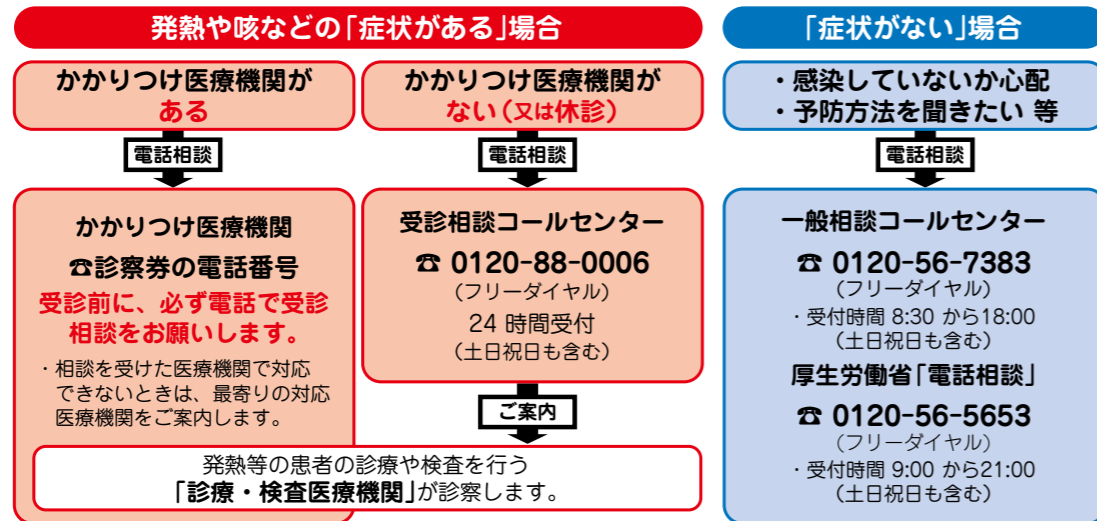 発熱や咳などの「症状がある」場合
かかりつけ医療機関が
ある
電話相談
かかりつけ医療機関
☎診察券の電話番号
受診前に、必ず電話で受診
相談をお願いします。
・相談を受けた医療機関で対応
できないときは、最寄りの対応
医療機関をご案内します。
かかりつけ医療機関が
ない(又は休診)
電話相談
受診相談コールセンター
☎ 0120-88-0006
(フリーダイヤル)
24 時間受付
(土日祝日も含む)
ご案内
発熱等の患者の診療や検査を行う
「診療・検査医療機関」が診察します。
「症状がない」場合
・感染していないか心配
・予防方法を聞きたい 等
電話相談
一般相談コールセンター
☎ 0120-56-7383
(フリーダイヤル)
・受付時間 8:30 から18:00
(土日祝日も含む)
厚生労働省「電話相談」
☎ 0120-56-5653
(フリーダイヤル)
・受付時間 9:00 から21:00
(土日祝日も含む)